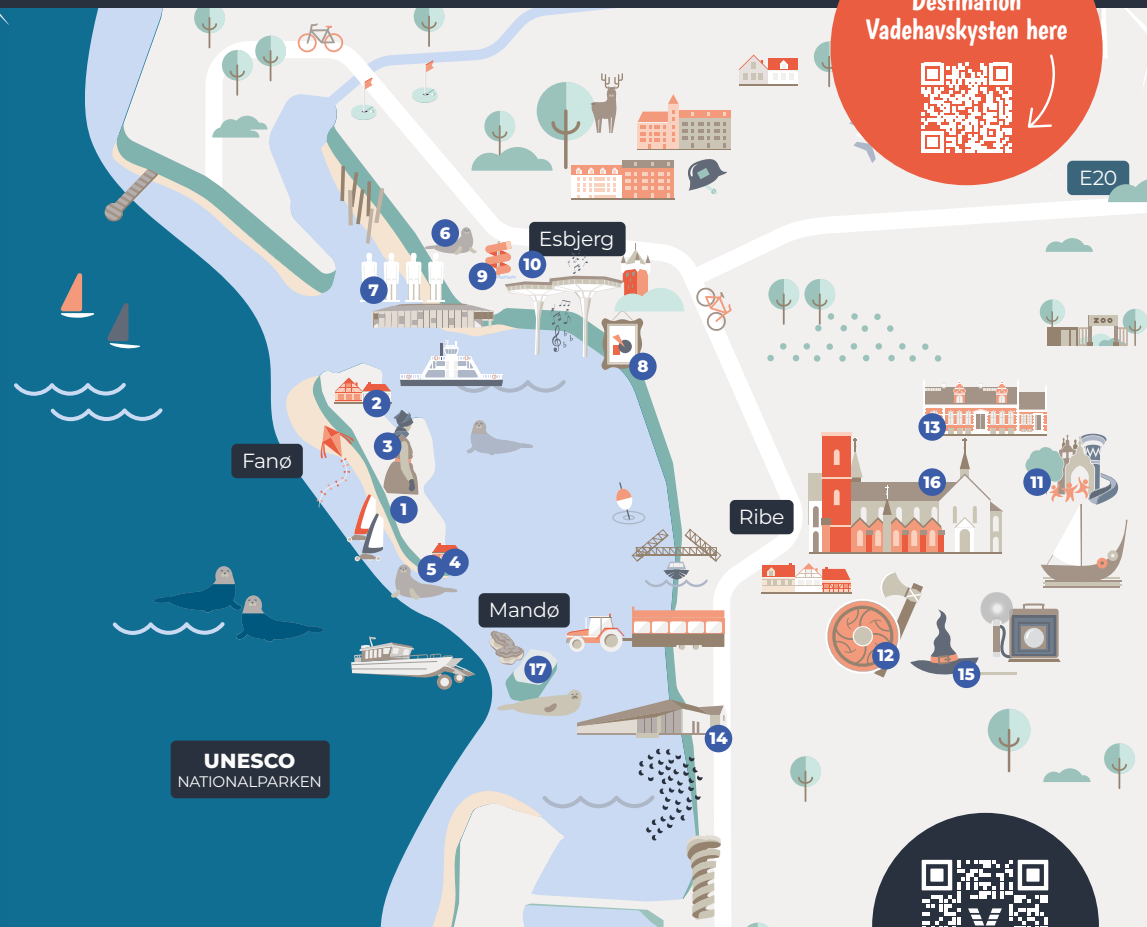 Destination
Vadehavskysten here
E20
Esbjerg
6
10
9
7
8
ZOO
2
3
Fanø
1
5
4
13
16
11
Ribe
Mandø
12
15
17
14
UNESCO
NATIONALPARKEN